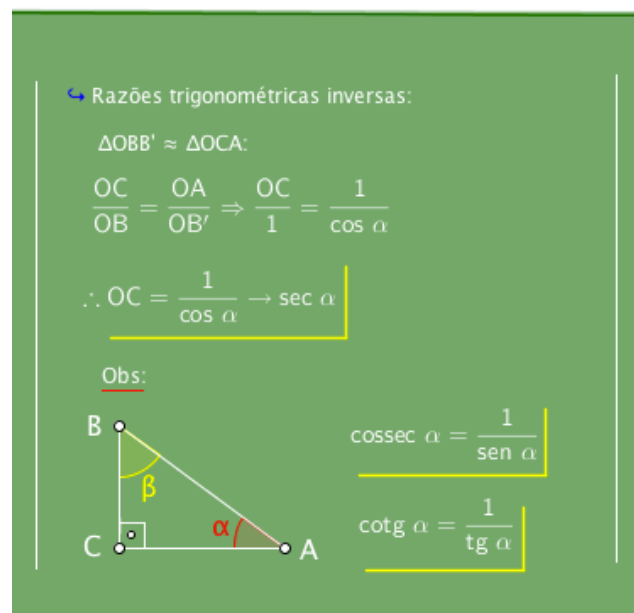 ↪ Razões trigonométricas inversas:
ΔOBB' ≈ ΔOCA:
OC/OB = OA/OB′ ⇒ OC/1 = 1/cos α
∴ OC = 1/cos α → sec α
Obs:
B
β
C
α
A
cossec α = 1/sen α
cotg α = 1/tg α